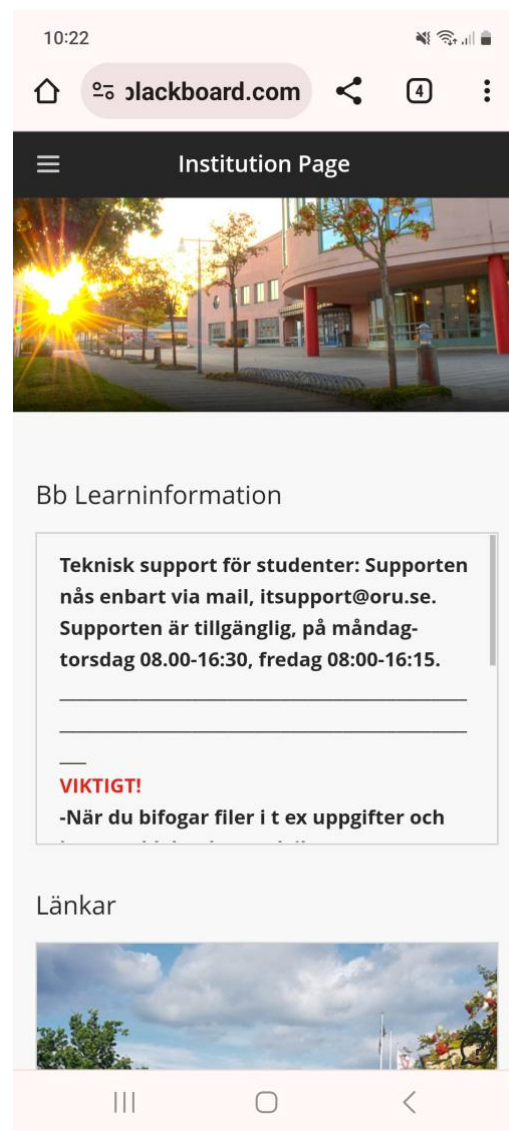 10:22
blackboard.com
4
Institution Page
Bb Learninformation
Teknisk support för studenter: Supporten
nås enbart via mail, itsupport@oru.se.
Supporten är tillgänglig, på måndag-
torsdag 08.00-16:30, fredag 08:00-16:15.
VIKTIGT!
-När du bifogar filer i t ex uppgifter och
Länkar